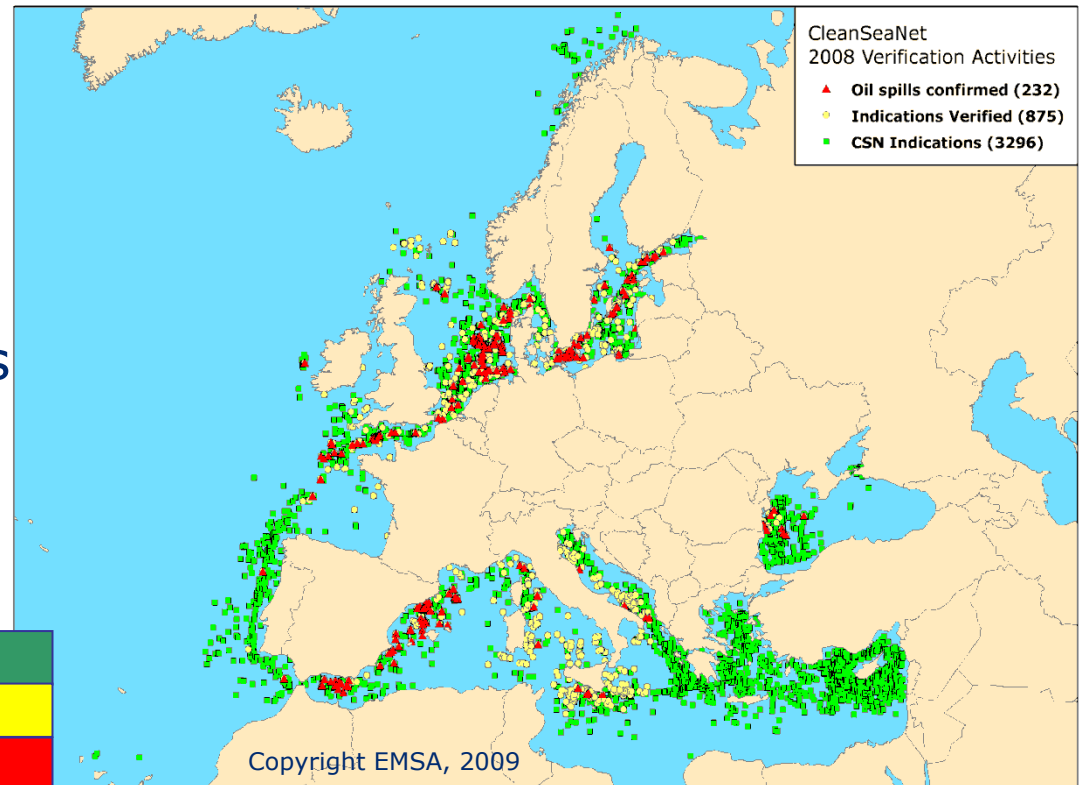 CleanSeaNet
2008 Verification Activities
Oil spills confirmed (232)
Indications Verified (875)
CSN Indications (3296)
s
Copyright EMSA, 2009